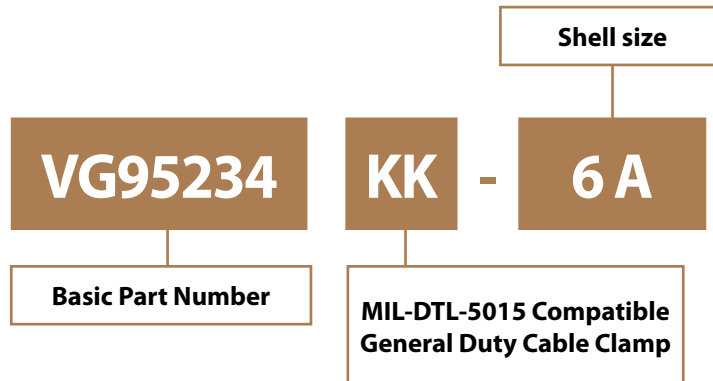 Shell size
VG95234 KK - 6 A
Basic Part Number
MIL-DTL-5015 Compatible
General Duty Cable Clamp